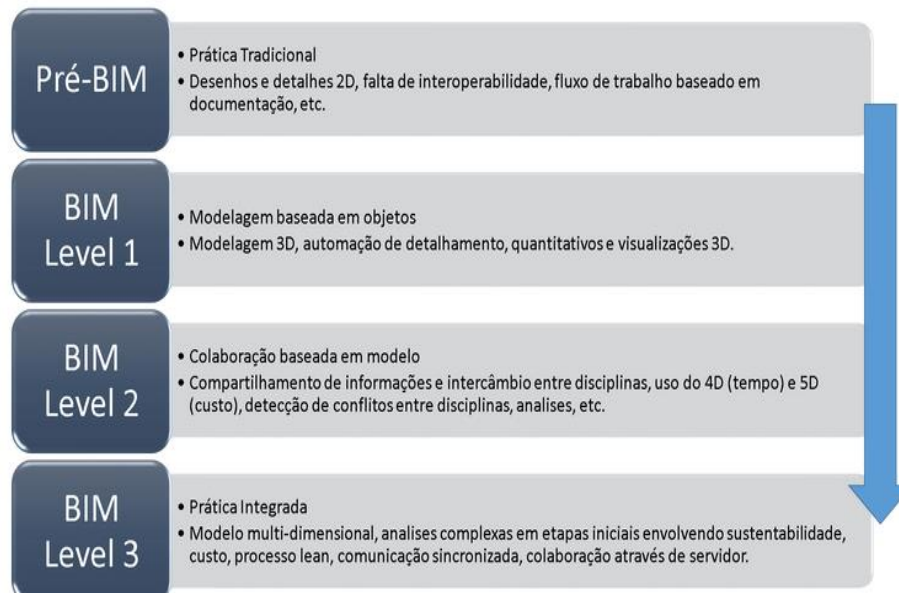 Pré-BIM
• Prática Tradicional
• Desenhos e detalhes 2D, falta de interoperabilidade, fluxo de trabalho baseado em
documentação, etc.
BIM
Level 1
• Modelagem baseada em objetos
• Modelagem 3D, automação de detalhamento, quantitativos e visualizações 3D.
BIM
Level 2
• Colaboração baseada em modelo
• Compartilhamento de informações e intercâmbio entre disciplinas, uso do 4D (tempo) e 5D
(custo), detecção de conflitos entre disciplinas, analises, etc.
BIM
Level 3
• Prática Integrada
• Modelo multi-dimensional, analises complexas em etapas iniciais envolvendo sustentabilidade,
custo, processo lean, comunicação sincronizada, colaboração através de servidor.